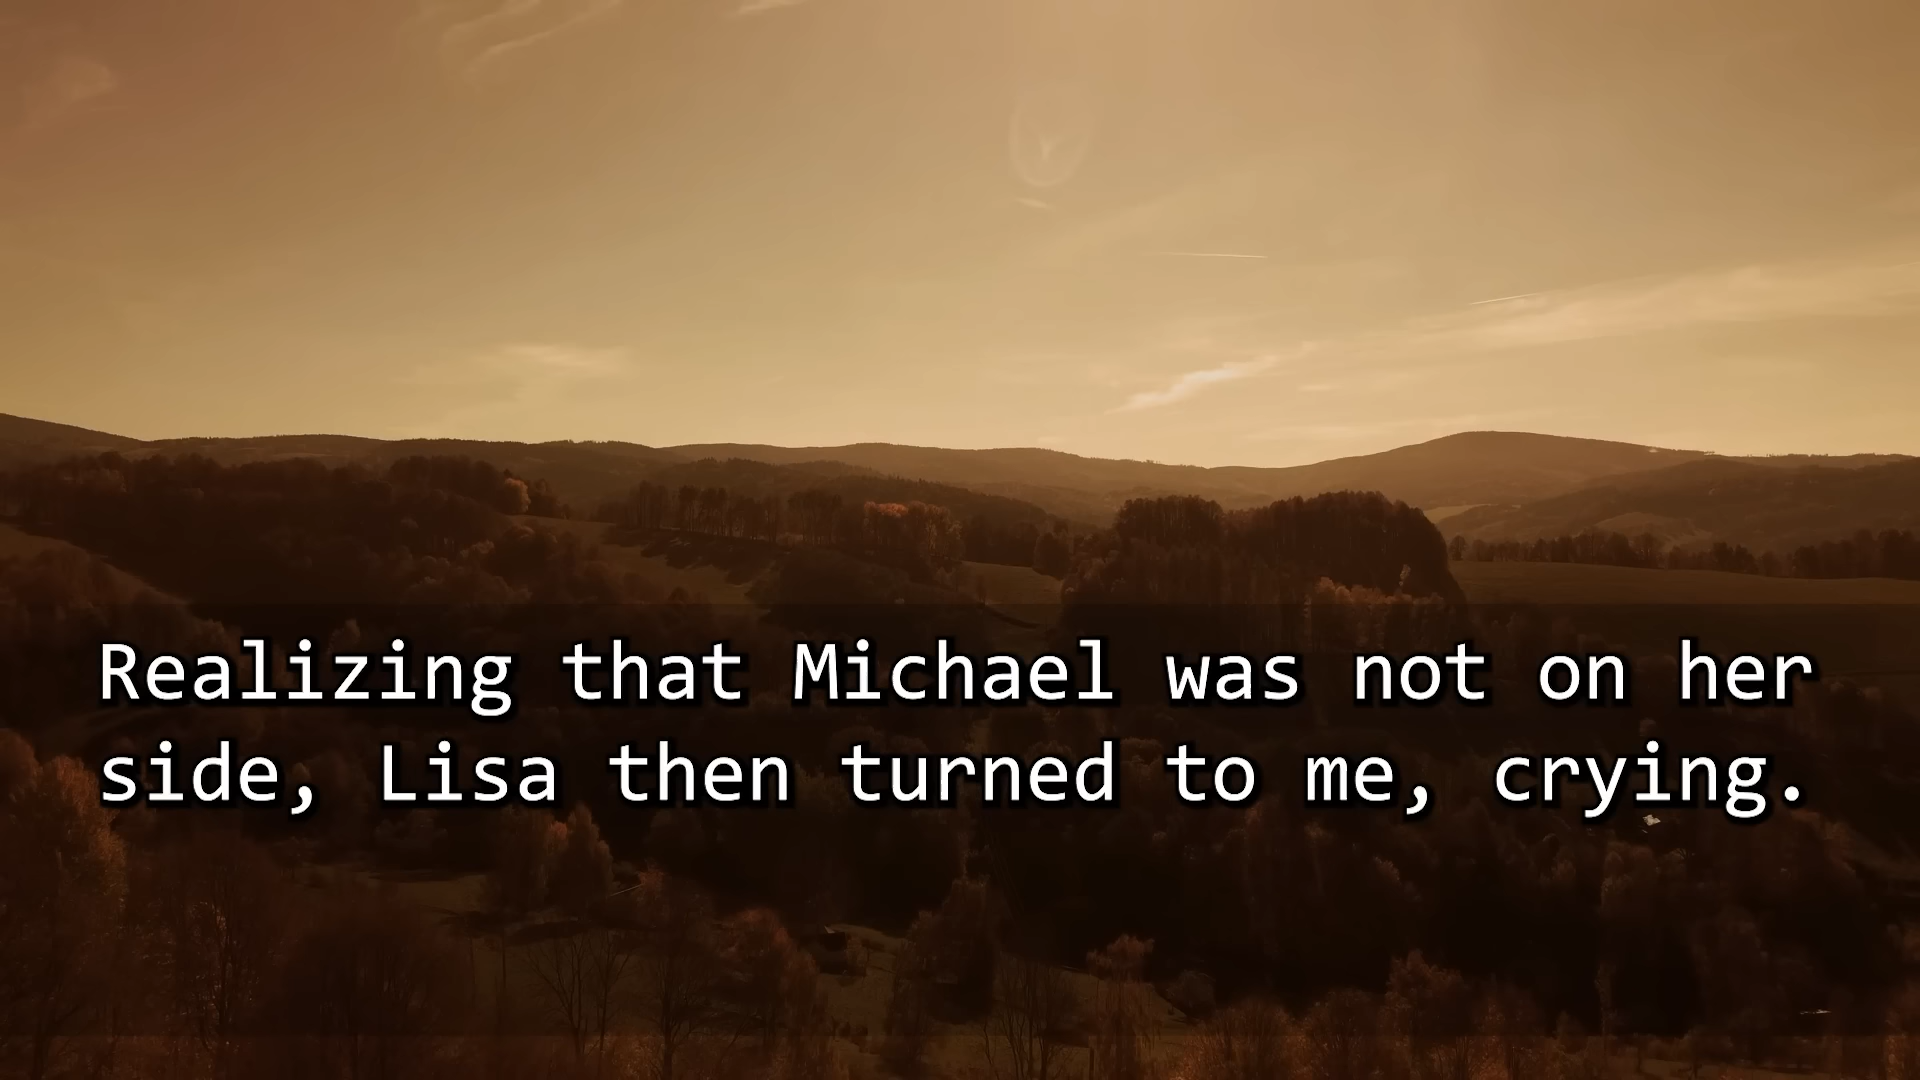 Realizing that Michael was not on her
side, Lisa then turned to me, crying.